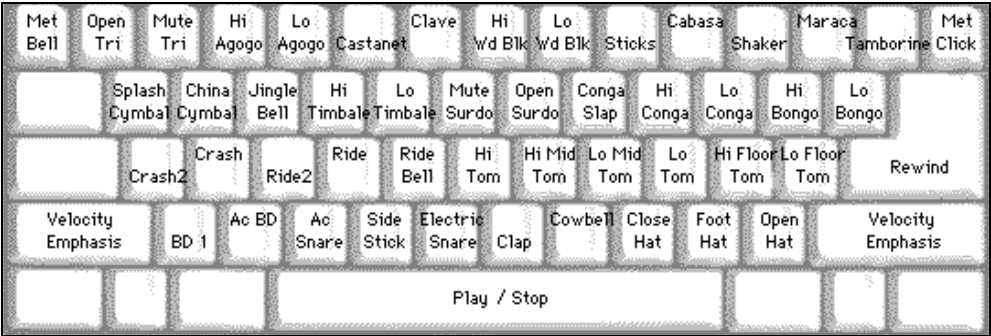 Met Bell Open Tri Mute Tri Hi Agogo Lo Agogo Castanet Clave Hi Wd Blk Lo Wd Blk Sticks Cabasa Shaker Maraca Tamborine Met Click
Splash Cymbal China Cymbal Jingle Bell Hi Timbale Lo Timbale Mute Surdo Open Surdo Conga Slap Hi Conga Lo Conga Hi Bongo Lo Bongo
Crash2 Crash Ride2 Ride Ride Bell Hi Tom Hi Mid Tom Lo Mid Tom Lo Tom Hi Floor Tom Lo Floor Tom Rewind
Velocity Emphasis BD 1 Ac BD Ac Snare Side Stick Electric Snare Clap Cowbell Close Hat Foot Hat Open Hat Velocity Emphasis
Play / Stop